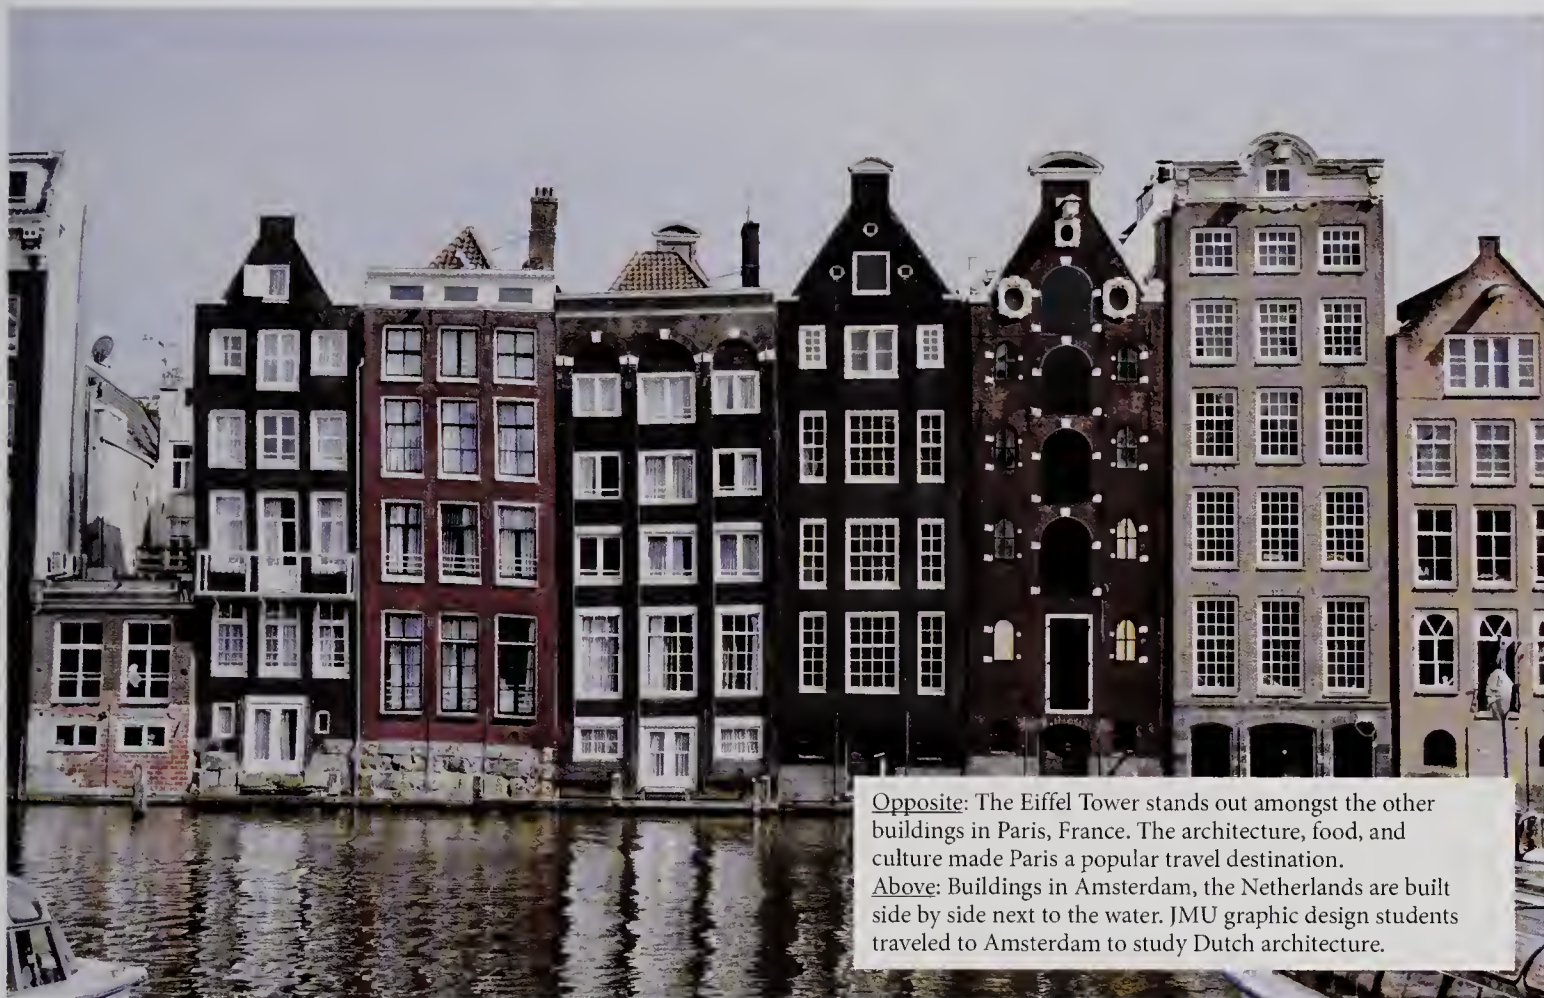 Opposite: The Eiffel Tower stands out amongst the other
buildings in Paris, France. The architecture, food, and
culture made Paris a popular travel destination.
Above: Buildings in Amsterdam, the Netherlands are built
side by side next to the water. JMU graphic design students
traveled to Amsterdam to study Dutch architecture.